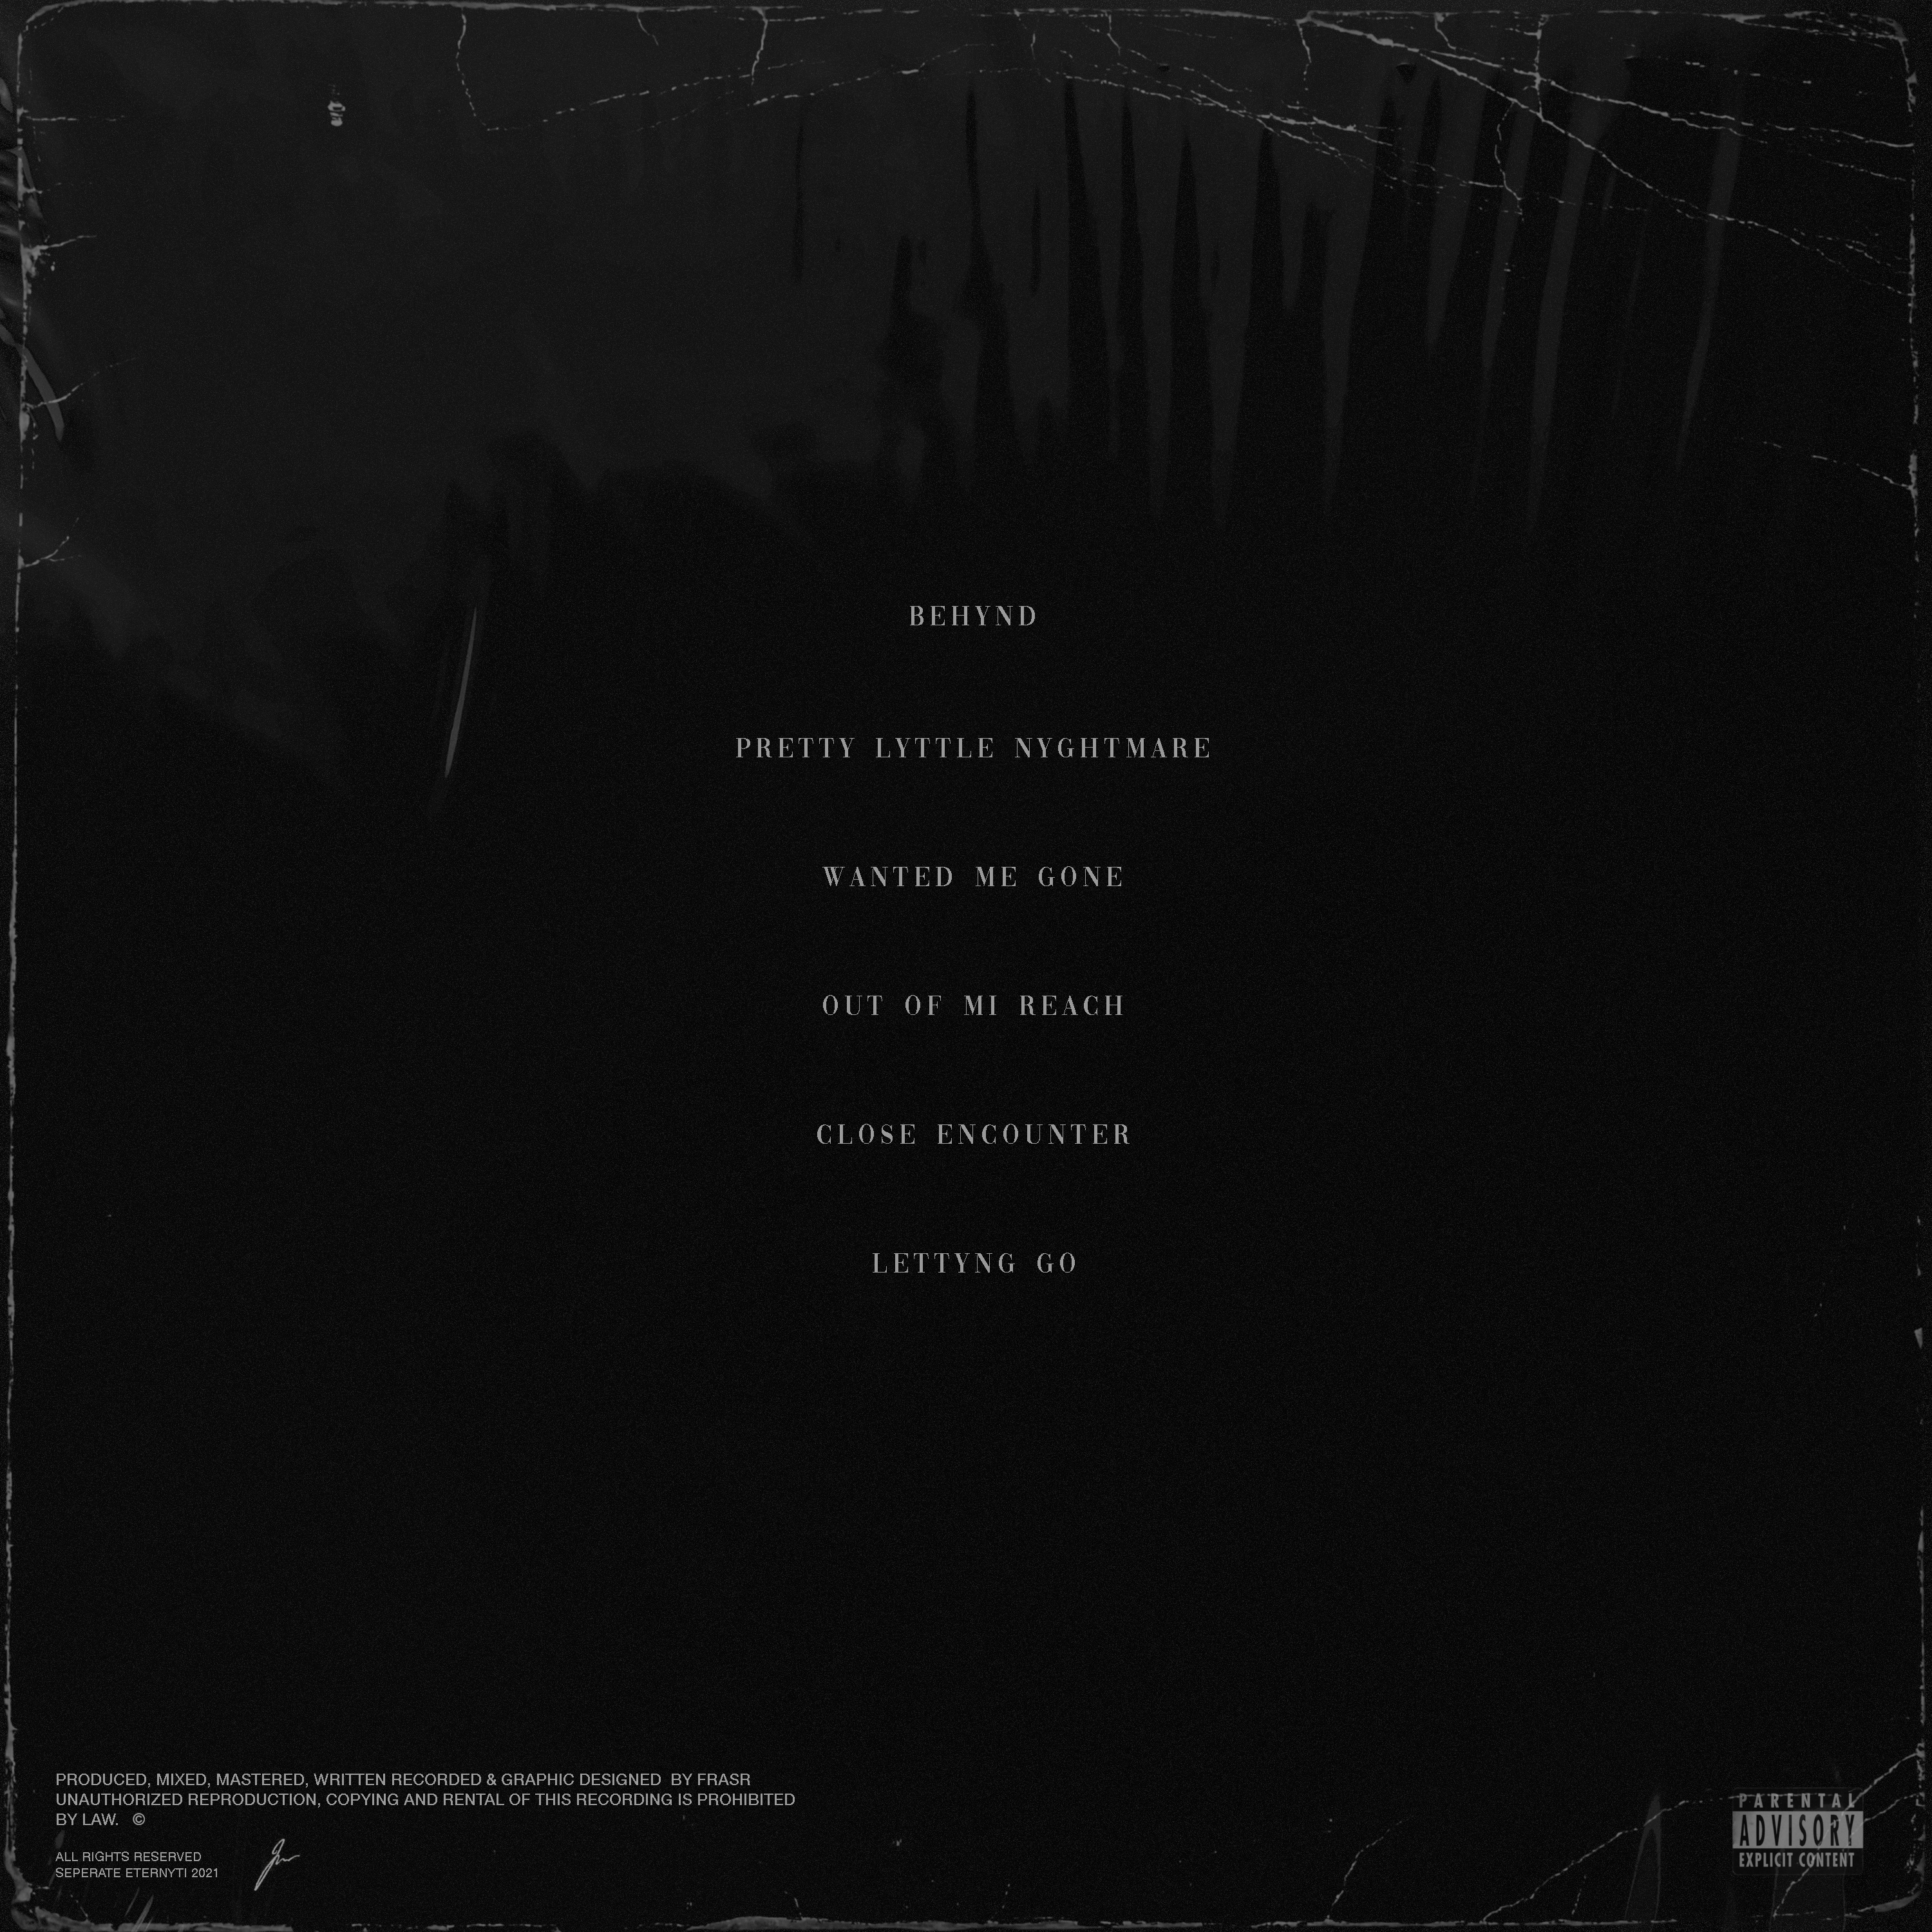 BEHYND
PRETTY LYTTLE NYGHTMARE
WANTED ME GONE
OUT OF MI REACH
CLOSE ENCOUNTER
LETTYNG GO
PRODUCED, MIXED, MASTERED, WRITTEN RECORDED & GRAPHIC DESIGNED BY FRASR
UNAUTHORIZED REPRODUCTION, COPYING AND RENTAL OF THIS RECORDING IS PROHIBITED
BY LAW. ©
ALL RIGHTS RESERVED
SEPERATE ETERNYTI 2021
PARENTAL
ADVISORY
EXPLICIT CONTENT